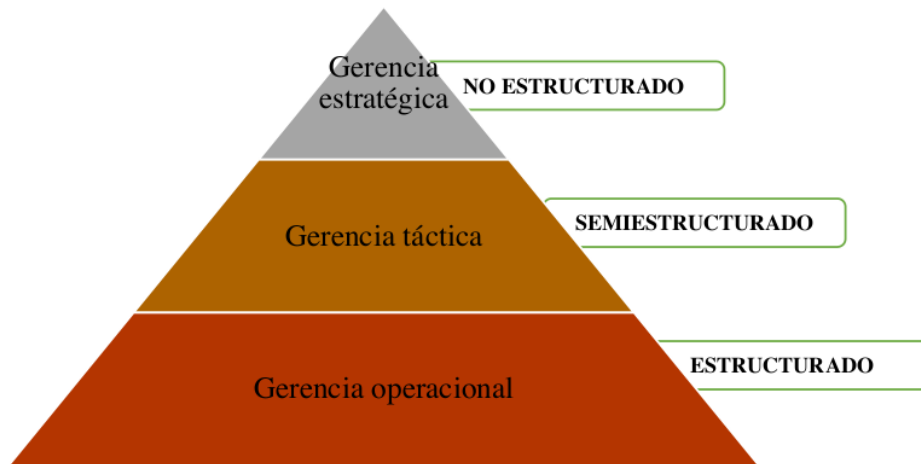 Gerencia
estratégica
NO ESTRUCTURADO
Gerencia táctica
SEMIESTRUCTURADO
ESTRUCTURADO
Gerencia operacional